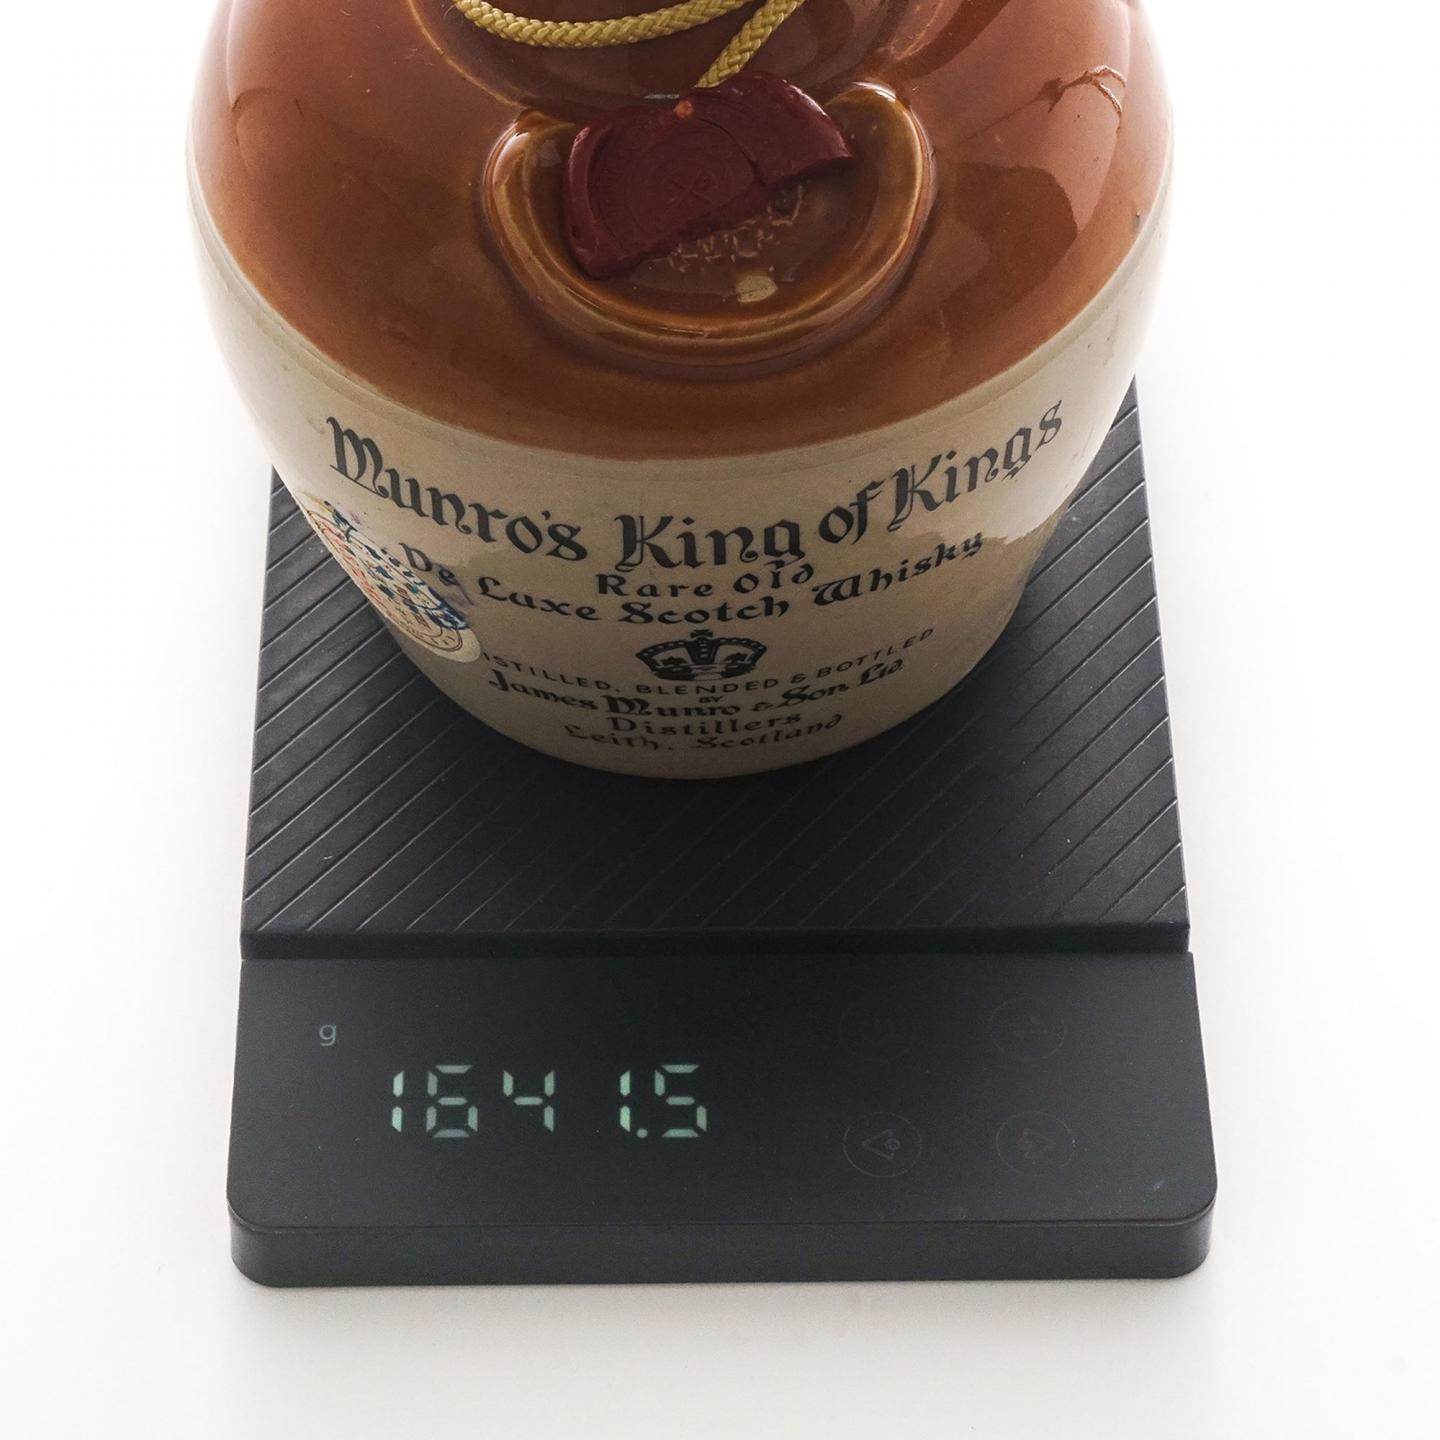 Munro's King of Kings
Rare Old
De Luxe Scotch Whisky
DISTILLED, BLENDED & BOTTLED
BY
James Munro & Son Ltd.
Distillers
Leith, Scotland
g
1641.5